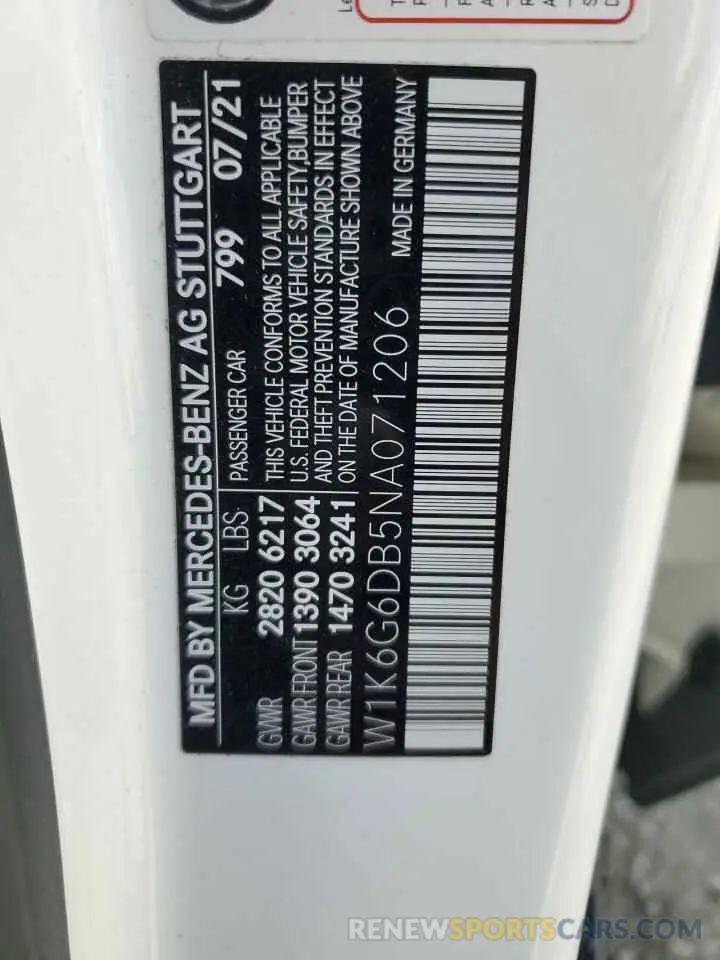 MFD BY MERCEDES-BENZ AG STUTTGART
KG LBS PASSENGER CAR 799 07/21
GVWR 2820 6217 THIS VEHICLE CONFORMS TO ALL APPLICABLE
GAWR FRONT 1390 3064 U.S. FEDERAL MOTOR VEHICLE SAFETY, BUMPER
GAWR REAR 1470 3241 AND THEFT PREVENTION STANDARDS IN EFFECT
ON THE DATE OF MANUFACTURE SHOWN ABOVE
W1K6G6DB5NA071206 MADE IN GERMANY
RENEWSPORTSCARS.COM